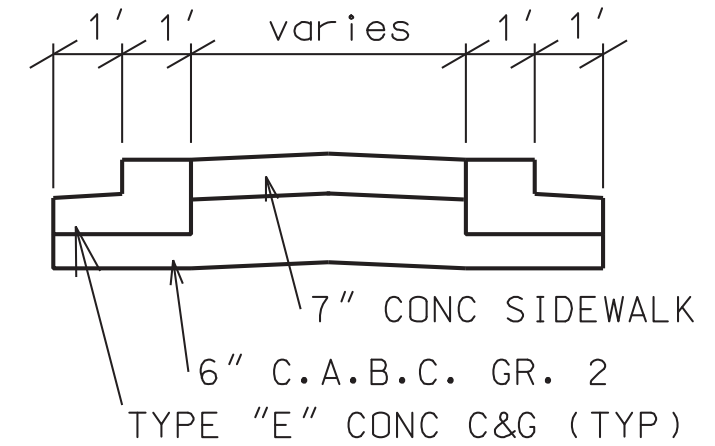 1' 1' varies 1' 1'
7" CONC SIDEWALK
6" C.A.B.C. GR. 2
TYPE "E" CONC C&G (TYP)